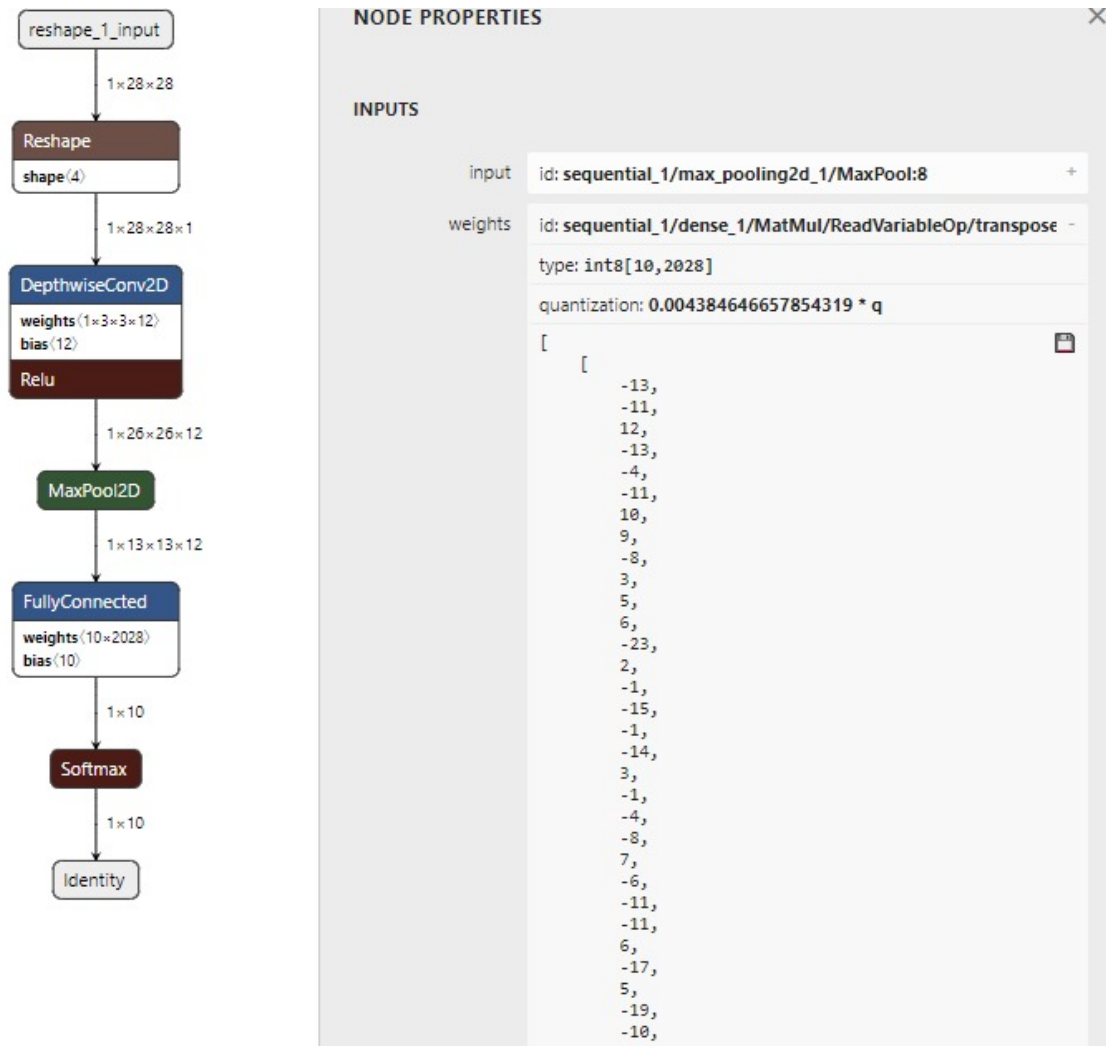 reshape_1_input
1×28×28
Reshape
shape⟨4⟩
1×28×28×1
DepthwiseConv2D
weights⟨1×3×3×12⟩
bias⟨12⟩
Relu
1×26×26×12
MaxPool2D
1×13×13×12
FullyConnected
weights⟨10×2028⟩
bias⟨10⟩
1×10
Softmax
1×10
Identity
NODE PROPERTIES
×
INPUTS
input
id: sequential_1/max_pooling2d_1/MaxPool:8
+
weights
id: sequential_1/dense_1/MatMul/ReadVariableOp/transpose
-
type: int8[10,2028]
quantization: 0.004384646657854319 * q
[
[
-13,
-11,
12,
-13,
-4,
-11,
10,
9,
-8,
3,
5,
6,
-23,
2,
-1,
-15,
-1,
-14,
3,
-1,
-4,
-8,
7,
-6,
-11,
-11,
6,
-17,
5,
-19,
-10,